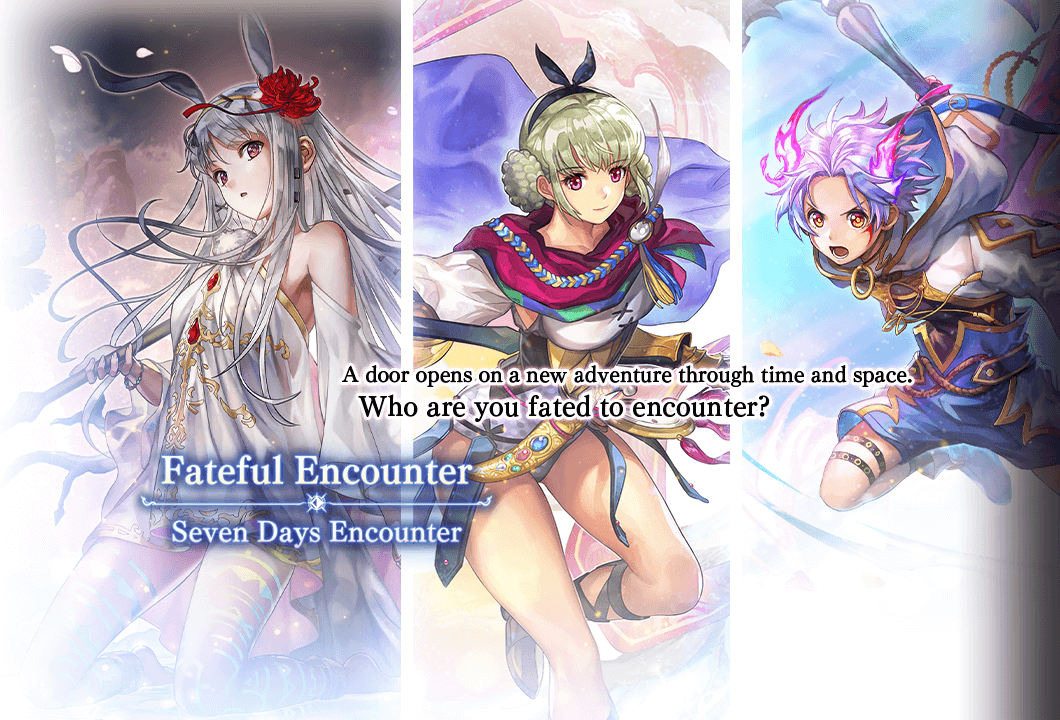 A door opens on a new adventure through time and space.
Who are you fated to encounter?
Fateful Encounter
Seven Days Encounter